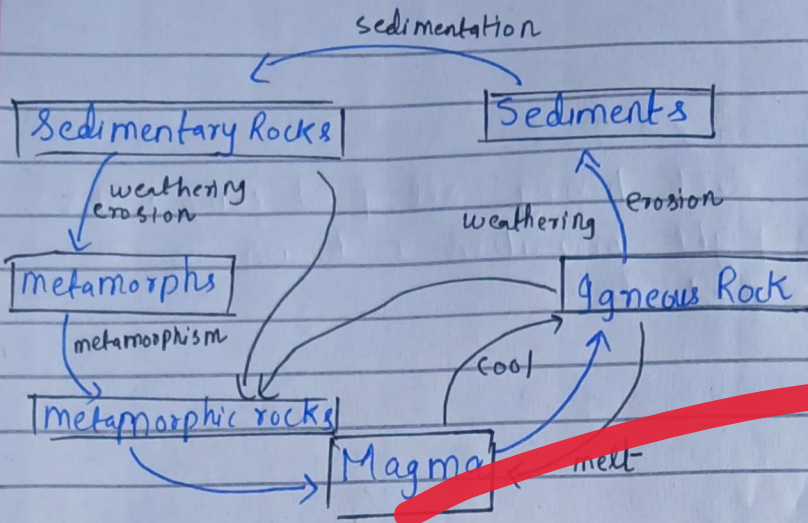 sedimentation
Sedimentary Rocks
Sediments
weathering
erosion
weathering
erosion
metamorphs
Igneous Rock
metamorphism
cool
metamorphic rocks
Magma
melt